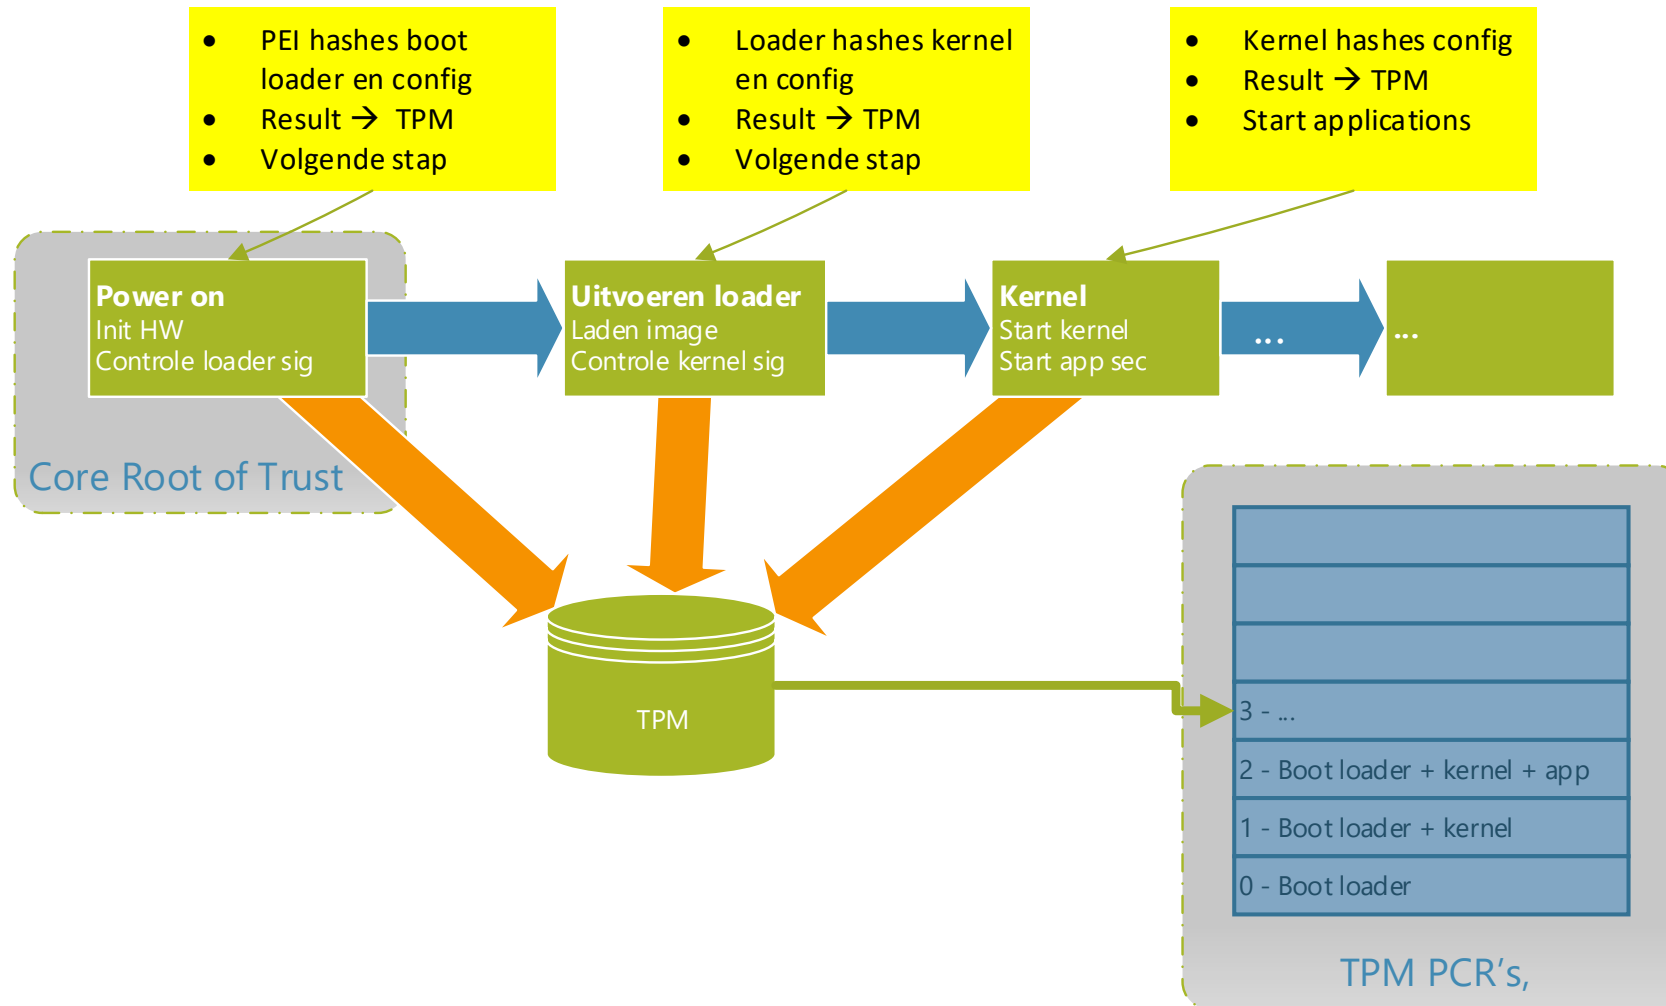 • PEI hashes boot
loader en config
• Result → TPM
• Volgende stap
• Loader hashes kernel
en config
• Result → TPM
• Volgende stap
• Kernel hashes config
• Result → TPM
• Start applications
Power on
Init HW
Controle loader sig
Uitvoeren loader
Laden image
Controle kernel sig
Kernel
Start kernel
Start app sec
...
...
Core Root of Trust
TPM
3 - ...
2 - Boot loader + kernel + app
1 - Boot loader + kernel
0 - Boot loader
TPM PCR’s,